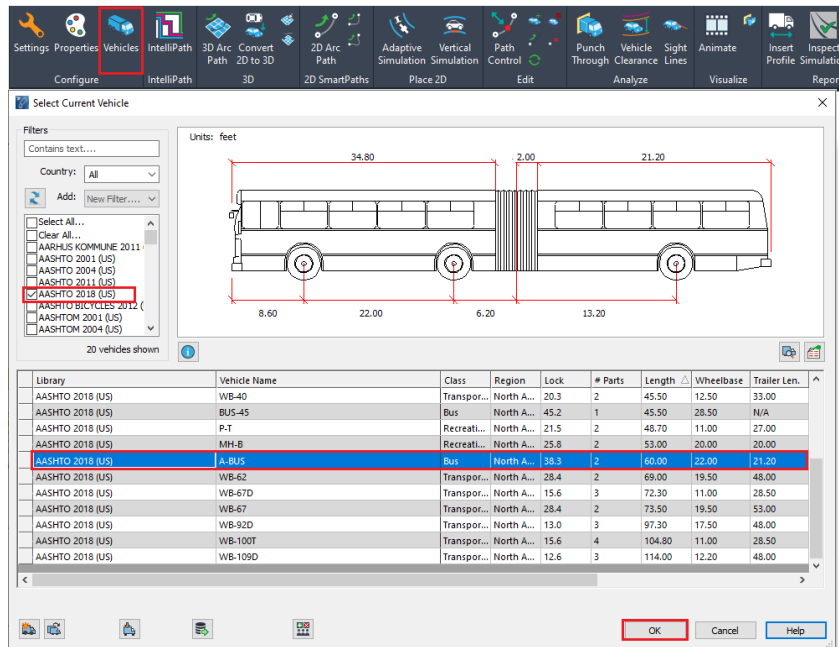 Settings Properties Vehicles IntelliPath 3D Arc Path Convert 2D to 3D 2D Arc Path Adaptive Simulation Vertical Simulation Path Control Punch Through Vehicle Clearance Sight Lines Animate Insert Profile Inspect
Configure IntelliPath 3D 2D SmartPaths Place 2D Edit Analyze Visualize Repor
Select Current Vehicle
Filters
Contains text....
Country: All
Add: New Filter....
Select All...
Clear All...
AARHUS KOMMUNE 2011
AASHTO 2001 (US)
AASHTO 2004 (US)
AASHTO 2011 (US)
AASHTO 2018 (US)
AASHTO BICYCLES 2012 (
AASHTOM 2001 (US)
AASHTOM 2004 (US)
20 vehicles shown
Units: feet
34.80 2.00 21.20
8.60 22.00 6.20 13.20
Library Vehicle Name Class Region Lock # Parts Length Wheelbase Trailer Len.
AASHTO 2018 (US) WB-40 Transpor... North A... 20.3 2 45.50 12.50 33.00
AASHTO 2018 (US) BUS-45 Bus North A... 45.2 1 45.50 28.50 N/A
AASHTO 2018 (US) P-T Recreati... North A... 21.5 2 48.70 11.00 27.00
AASHTO 2018 (US) MH-B Recreati... North A... 25.8 2 53.00 20.00 20.00
AASHTO 2018 (US) A-BUS Bus North A... 38.3 2 60.00 22.00 21.20
AASHTO 2018 (US) WB-62 Transpor... North A... 28.4 2 69.00 19.50 48.00
AASHTO 2018 (US) WB-67D Transpor... North A... 15.6 3 72.30 11.00 28.50
AASHTO 2018 (US) WB-67 Transpor... North A... 28.4 2 73.50 19.50 53.00
AASHTO 2018 (US) WB-92D Transpor... North A... 13.0 3 97.30 17.50 48.00
AASHTO 2018 (US) WB-100T Transpor... North A... 15.6 4 104.80 11.00 28.50
AASHTO 2018 (US) WB-109D Transpor... North A... 12.6 3 114.00 12.20 48.00
OK Cancel Help